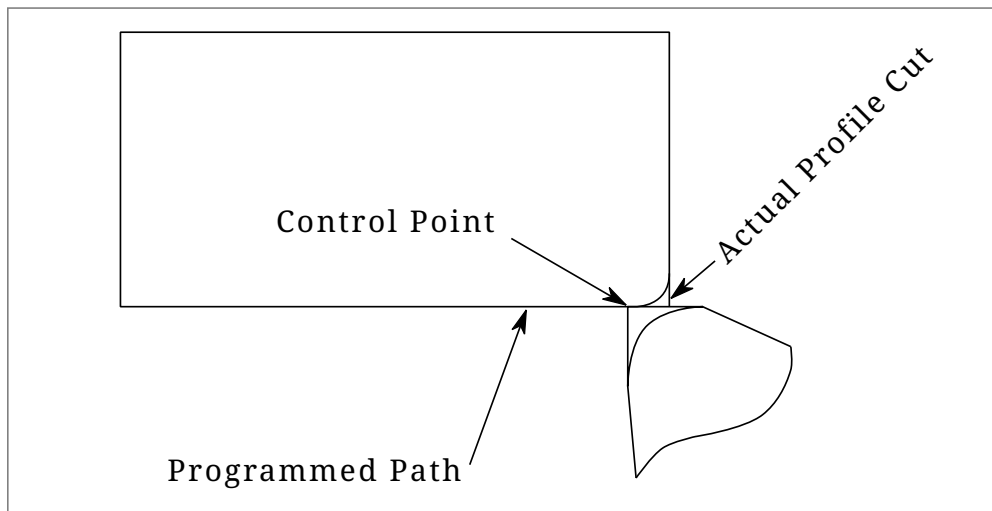 Control Point
Actual Profile Cut
Programmed Path